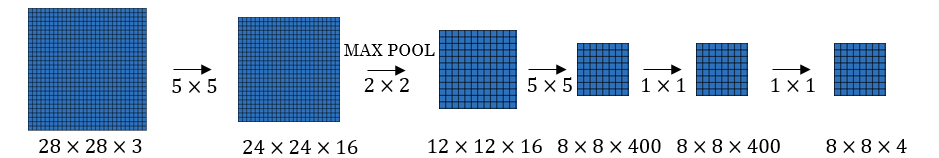 MAX POOL
5 × 5
2 × 2
5 × 5
1 × 1
1 × 1
28 × 28 × 3
24 × 24 × 16
12 × 12 × 16
8 × 8 × 400
8 × 8 × 400
8 × 8 × 4